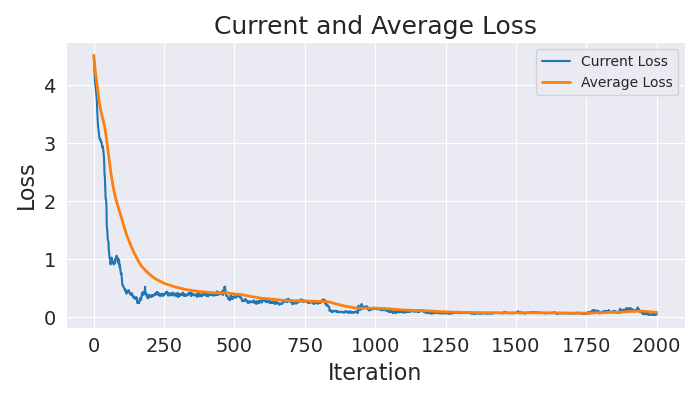 Current and Average Loss
Current Loss
Average Loss
Loss
4
3
2
1
0
0 250 500 750 1000 1250 1500 1750 2000
Iteration